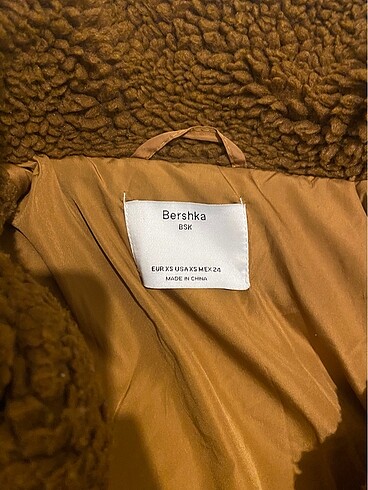 Bershka
BSK
EUR XS USA XS MEX 24
MADE IN CHINA